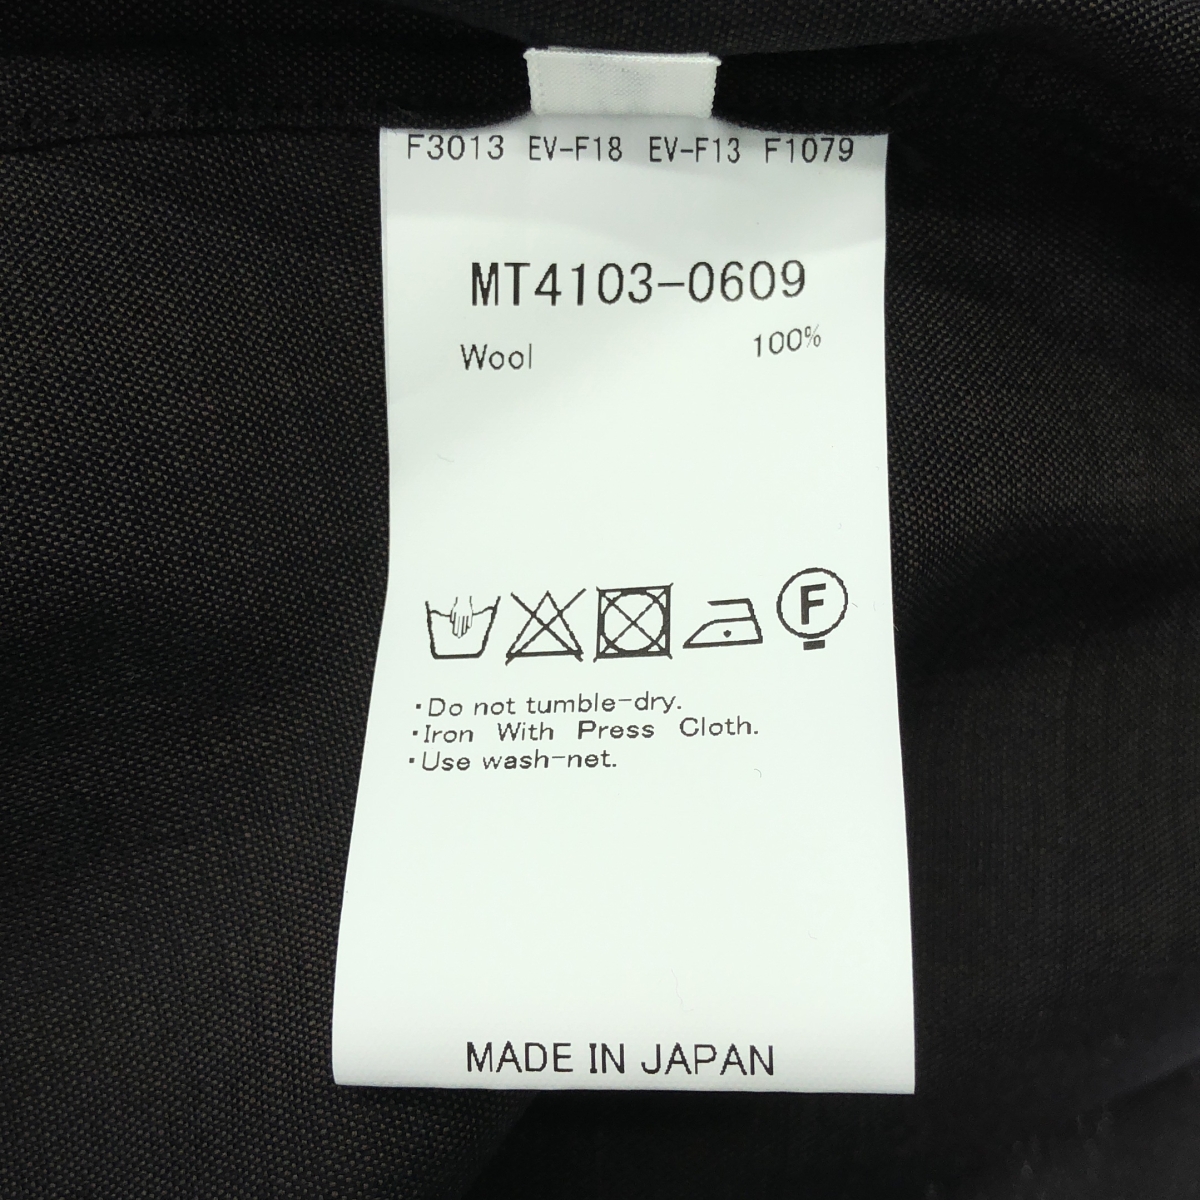 F3013 EV-F18 EV-F13 F1079
MT4103-0609
Wool 100%
F
・Do not tumble-dry.
・Iron With Press Cloth.
・Use wash-net.
MADE IN JAPAN